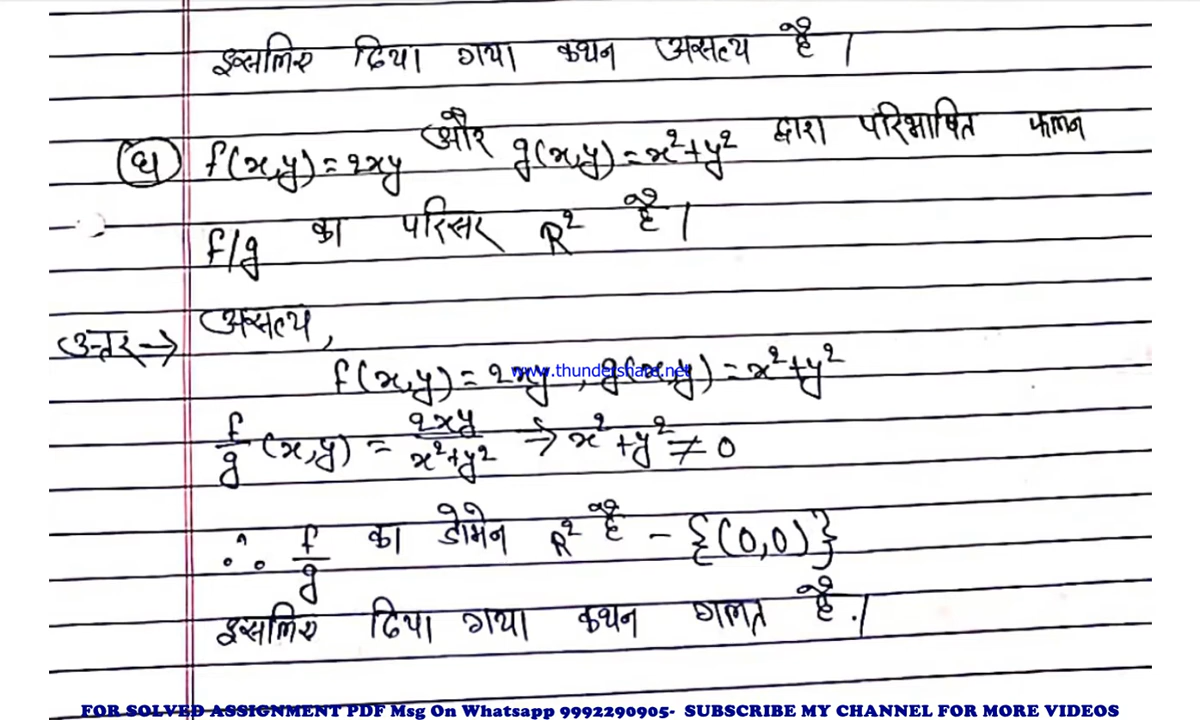 इसलिए दिया गया कथन असत्य है।
(घ) f(x,y) = 2xy और g(x,y) = x²+y² द्वारा परिभाषित फलन
f/g का परिसर R² है।
उत्तर → असत्य,
f(x,y) = 2xy , g(x,y) = x²+y²
www.thundershare.net
f/g (x,y) = 2xy/x²+y² → x²+y² ≠ 0
∴ f/g का डोमेन R² है - {(0,0)}
इसलिए दिया गया कथन गलत है.।
FOR SOLVED ASSIGNMENT PDF Msg On Whatsapp 9992290905- SUBSCRIBE MY CHANNEL FOR MORE VIDEOS